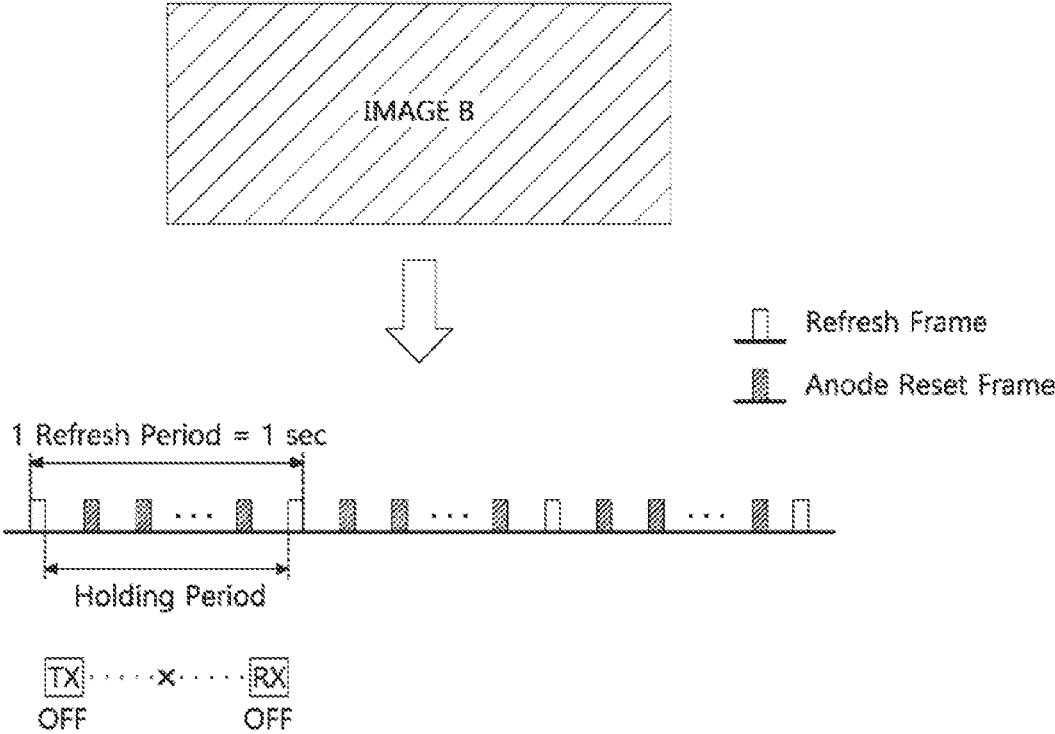 IMAGE B
Refresh Frame
Anode Reset Frame
1 Refresh Period = 1 sec
... ... ...
Holding Period
TX ·····×····· RX
OFF OFF